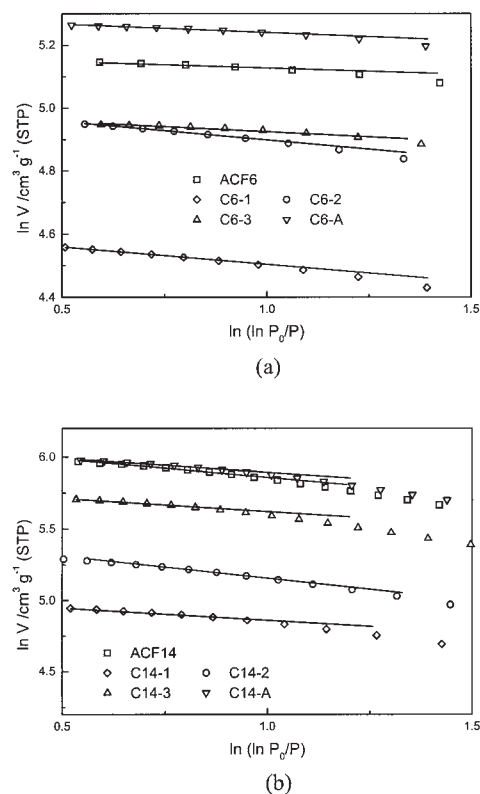 5.2
5.0
4.8
4.6
4.4
ln V /cm³ g⁻¹ (STP)
ACF6
C6-1 C6-2
C6-3 C6-A
0.5 1.0 1.5
ln (ln P₀/P)
(a)
6.0
5.5
5.0
4.5
ln V /cm³ g⁻¹ (STP)
ACF14
C14-1 C14-2
C14-3 C14-A
0.5 1.0 1.5
ln (ln P₀/P)
(b)